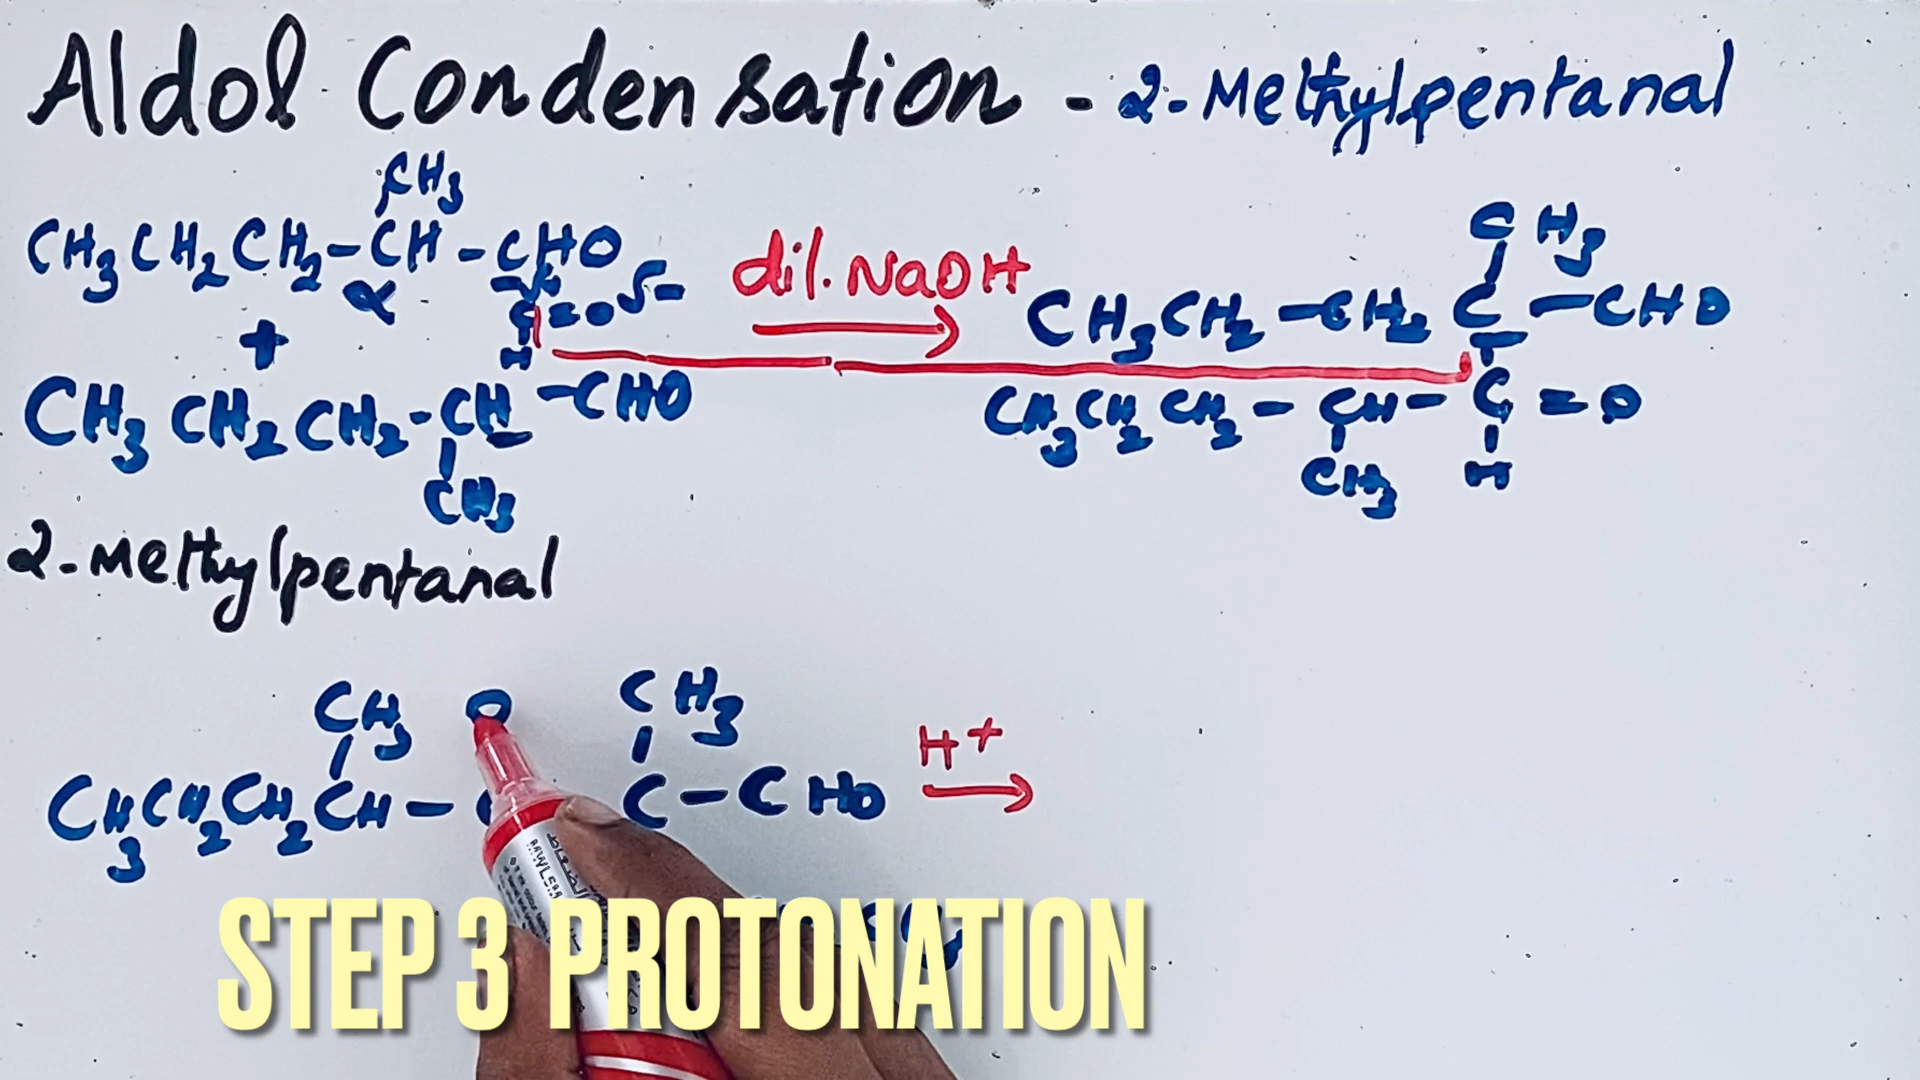 Aldol Condensation - 2-Methylpentanal
CH3
CH3CH2CH2-CH-CHO
α
C=O δ-
H
dil. NaOH
+
CH3CH2CH2-CH-CHO
CH3
2-Methylpentanal
CH3
CH3CH2-CH2 C-CHO
CH3CH2CH2-CH-C=O
CH3 H
CH3 O CH3
CH3CH2CH2CH- C-CHO
H+
STEP 3 PROTONATION